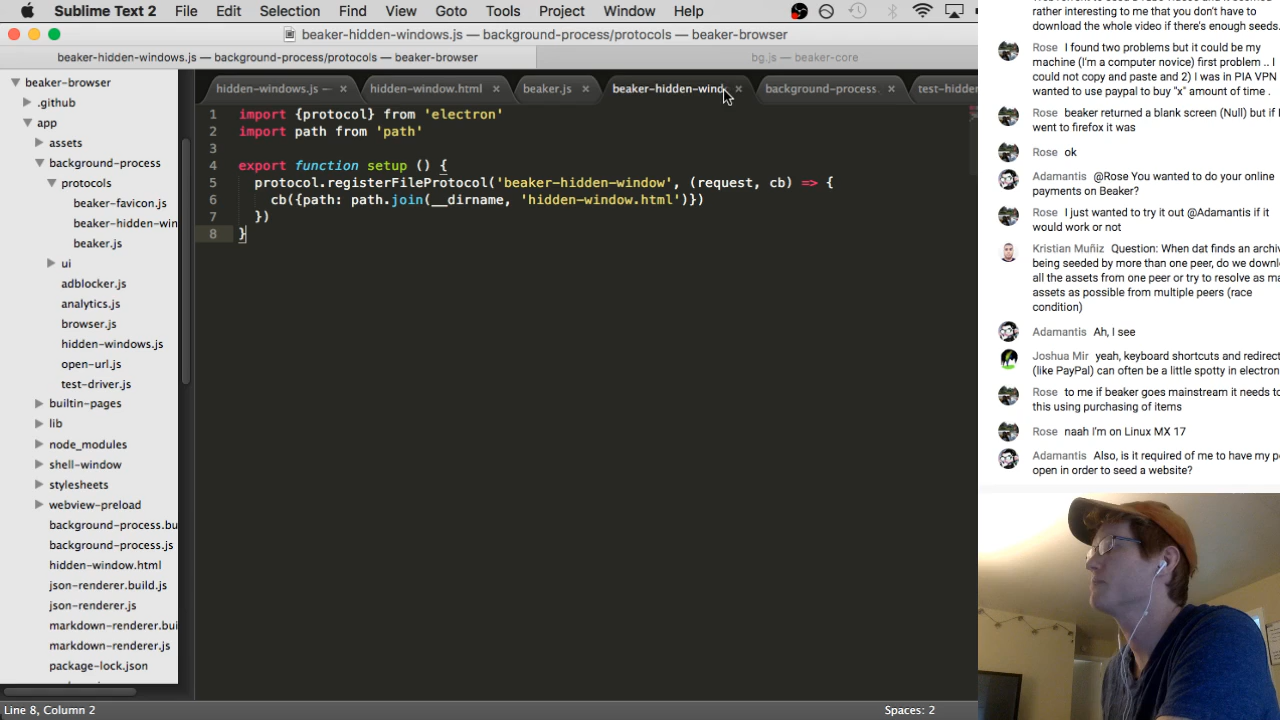 Sublime Text 2 File Edit Selection Find View Goto Tools Project Window Help
beaker-hidden-windows.js — background-process/protocols — beaker-browser
beaker-hidden-windows.js — background-process/protocols — beaker-browser
bg.js — beaker-core
hidden-windows.js — × hidden-window.html × beaker.js × beaker-hidden-wind × background-process. × test-hidden
beaker-browser
.github
app
assets
background-process
protocols
beaker-favicon.js
beaker-hidden-win
beaker.js
ui
adblocker.js
analytics.js
browser.js
hidden-windows.js
open-url.js
test-driver.js
builtin-pages
lib
node_modules
shell-window
stylesheets
webview-preload
background-process.bu
background-process.js
hidden-window.html
json-renderer.build.js
json-renderer.js
markdown-renderer.bui
markdown-renderer.js
package-lock.json
1 import {protocol} from 'electron'
2 import path from 'path'
3
4 export function setup () {
5 protocol.registerFileProtocol('beaker-hidden-window', (request, cb) => {
6 cb({path: path.join(__dirname, 'hidden-window.html')})
7 })
8 }
Line 8, Column 2
Spaces: 2
rather interesting to me that you don't have to
download the whole video if there's enough seeds.
Rose I found two problems but it could be my
machine (I'm a computer novice) first problem .. I
could not copy and paste and 2) I was in PIA VPN
wanted to use paypal to buy "x" amount of time .
Rose beaker returned a blank screen (Null) but if I
went to firefox it was
Rose ok
Adamantis @Rose You wanted to do your online
payments on Beaker?
Rose I just wanted to try it out @Adamantis if it
would work or not
Kristian Muñiz Question: When dat finds an archiv
being seeded by more than one peer, do we downl
all the assets from one peer or try to resolve as ma
assets as possible from multiple peers (race
condition)
Adamantis Ah, I see
Joshua Mir yeah, keyboard shortcuts and redirect
(like PayPal) can often be a little spotty in electron
Rose to me if beaker goes mainstream it needs to
this using purchasing of items
Rose naah I'm on Linux MX 17
Adamantis Also, is it required of me to have my p
open in order to seed a website?